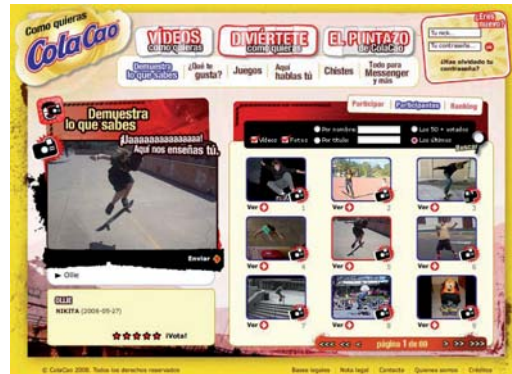 Como quieras
ColaCao
VÍDEOS
como quieras
DIVIÉRTETE
como quieras
EL PUNTAZO
de ColaCao
¿Eres
nuevo?
Tu nick...
Tu contraseña...
¿Has olvidado tu
contraseña?
Demuestra
lo que sabes
¿Qué te
gusta?
Juegos
Aquí
hablas tú
Chistes
Todo para
Messenger
y más
Demuestra
lo que sabes
¡Uaaaaaaaaaaaaa!
Aquí nos enseñas tú.
Enviar
► Ollie
OLLIE
NIKITA (2008-09-27)
¡Vota!
Participar
Participantes
Ranking
Vídeos
Fotos
Por nombre
Por título
Los 50 + votados
Los últimos
Buscar
Ver 1
Ver 2
Ver 3
Ver 4
Ver 5
Ver 6
Ver 7
Ver 8
Ver 9
<<< << < página 1 de 69 > >> >>>
© ColaCao 2008. Todos los derechos reservados
Bases legales
Nota legal
Contacto
Quienes somos
Créditos